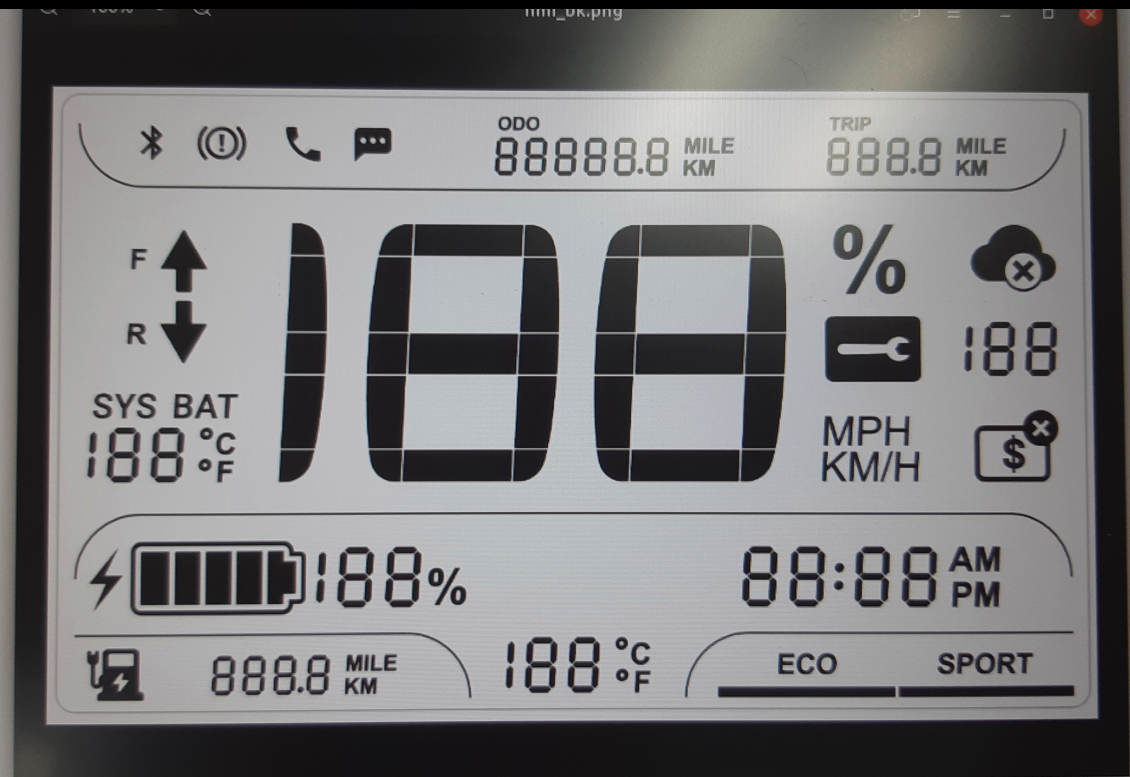 hmi_bk.png
ODO
88888.8 MILE
KM
TRIP
888.8 MILE
KM
F
R
SYS BAT
188 °C
°F
188
%
188
MPH
KM/H
$
188%
88:88 AM
PM
888.8 MILE
KM
188 °C
°F
ECO
SPORT